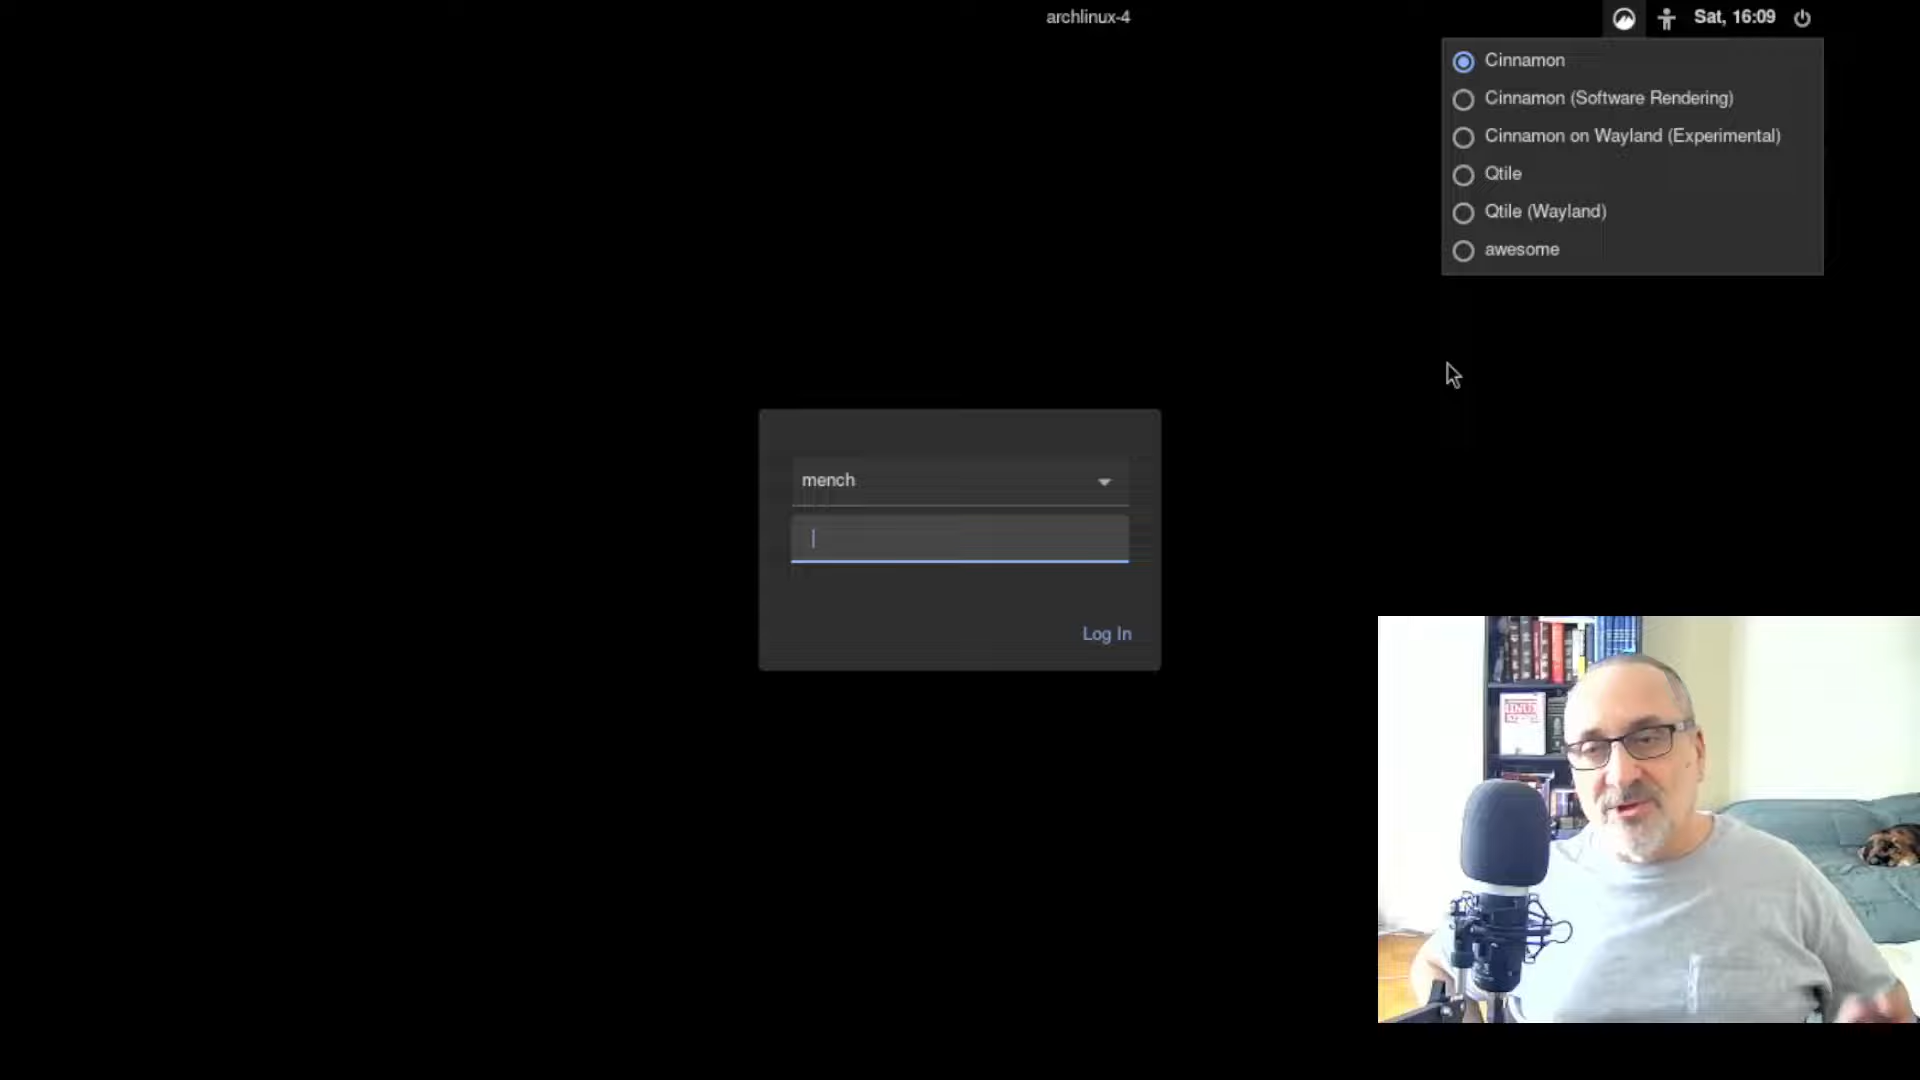 archlinux-4
Sat, 16:09
Cinnamon
Cinnamon (Software Rendering)
Cinnamon on Wayland (Experimental)
Qtile
Qtile (Wayland)
awesome
mench
Log In